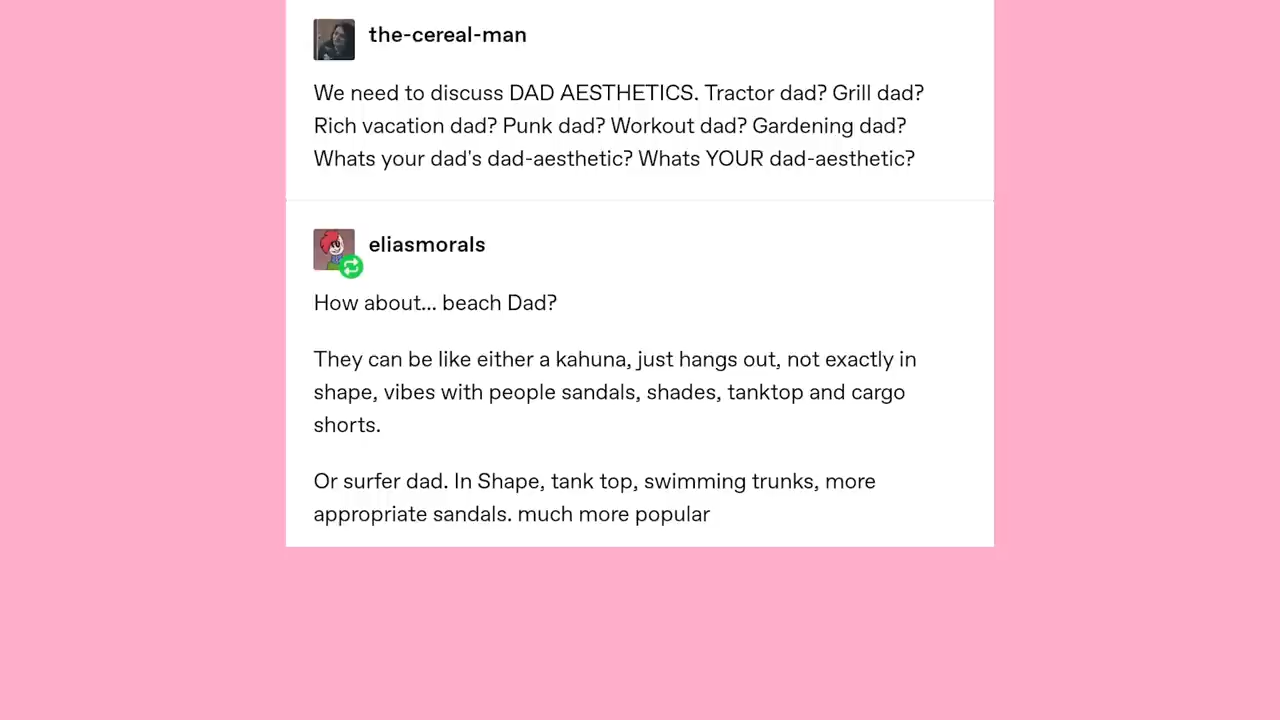 the-cereal-man
We need to discuss DAD AESTHETICS. Tractor dad? Grill dad?
Rich vacation dad? Punk dad? Workout dad? Gardening dad?
Whats your dad's dad-aesthetic? Whats YOUR dad-aesthetic?
eliasmorals
How about... beach Dad?
They can be like either a kahuna, just hangs out, not exactly in
shape, vibes with people sandals, shades, tanktop and cargo
shorts.
Or surfer dad. In Shape, tank top, swimming trunks, more
appropriate sandals. much more popular